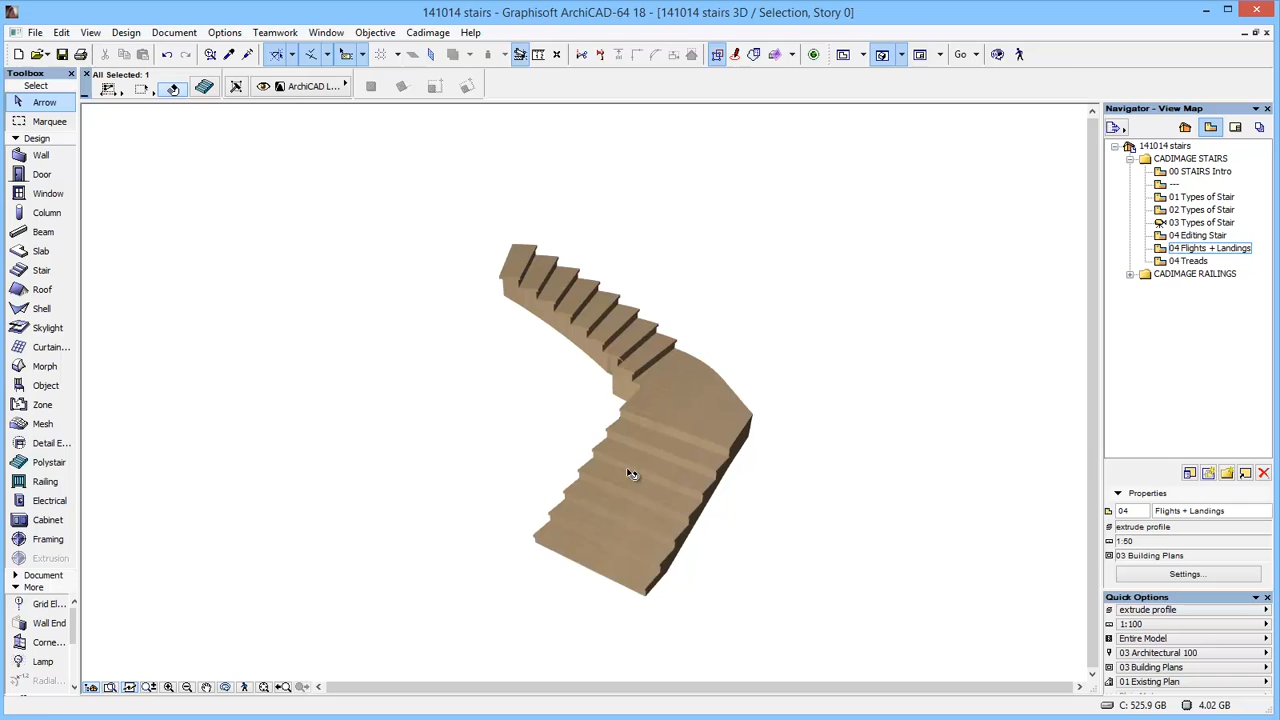 141014 stairs - Graphisoft ArchiCAD-64 18 - [141014 stairs 3D / Selection, Story 0]
File Edit View Design Document Options Teamwork Window Objective Cadimage Help
Go
Toolbox
Select
Arrow
Marquee
Design
Wall
Door
Window
Column
Beam
Slab
Stair
Roof
Shell
Skylight
Curtain...
Morph
Object
Zone
Mesh
Detail E...
Polystair
Railing
Electrical
Cabinet
Framing
Extrusion
Document
More
Grid El...
Wall End
Corne...
Lamp
Radial...
All Selected: 1
ArchiCAD L...
Navigator - View Map
141014 stairs
CADIMAGE STAIRS
00 STAIRS Intro
---
01 Types of Stair
02 Types of Stair
03 Types of Stair
04 Editing Stair
04 Flights + Landings
04 Treads
CADIMAGE RAILINGS
Properties
04 Flights + Landings
extrude profile
1:50
03 Building Plans
Settings...
Quick Options
extrude profile
1:100
Entire Model
03 Architectural 100
03 Building Plans
01 Existing Plan
C: 525.9 GB 4.02 GB